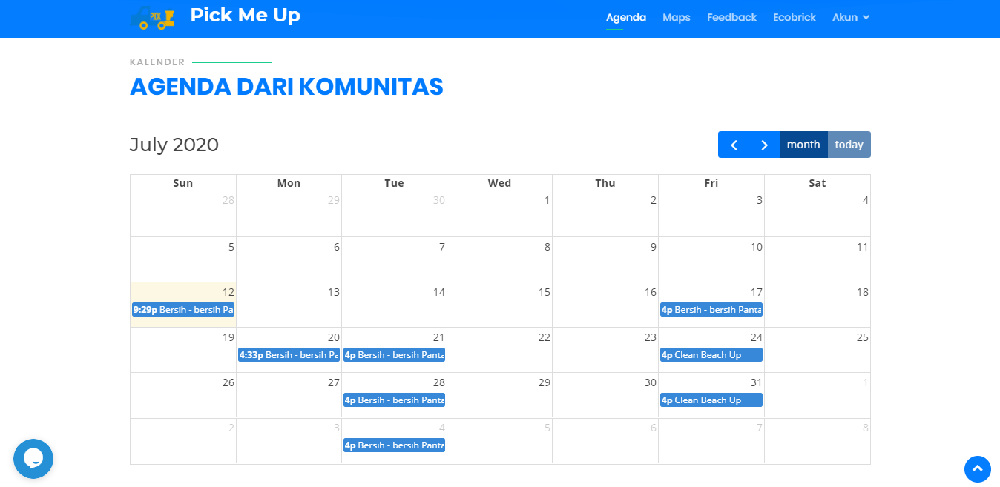 PICK
Pick Me Up
Agenda Maps Feedback Ecobrick Akun
KALENDER
AGENDA DARI KOMUNITAS
July 2020
month today
Sun Mon Tue Wed Thu Fri Sat
28 29 30 1 2 3 4
5 6 7 8 9 10 11
12 13 14 15 16 17 18
9:29p Bersih - bersih Pa
4p Bersih - bersih Panta
19 20 21 22 23 24 25
4:33p Bersih - bersih Pa
4p Bersih - bersih Panta
4p Clean Beach Up
26 27 28 29 30 31 1
4p Bersih - bersih Panta
4p Clean Beach Up
2 3 4 5 6 7 8
4p Bersih - bersih Panta